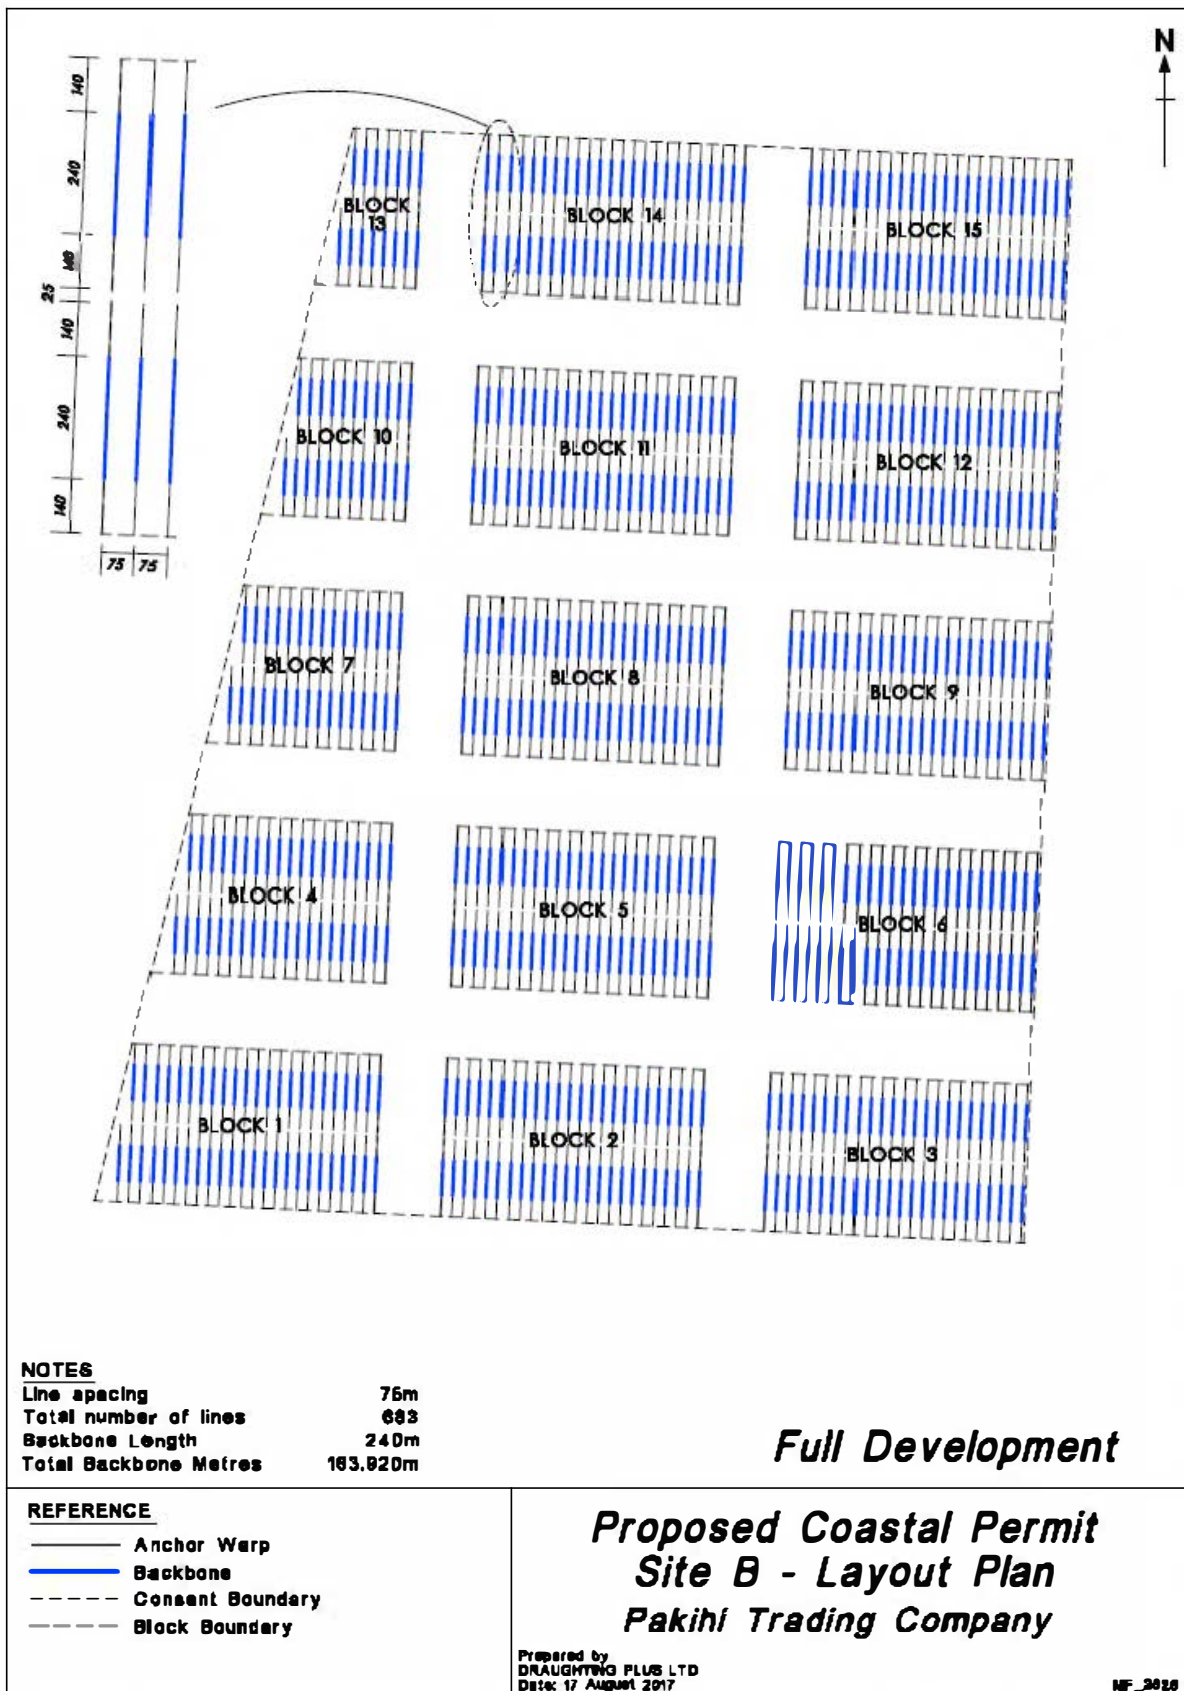 N
140
240
140
25
140
240
140
75 75
BLOCK 13
BLOCK 14
BLOCK 15
BLOCK 10
BLOCK 11
BLOCK 12
BLOCK 7
BLOCK 8
BLOCK 9
BLOCK 4
BLOCK 5
BLOCK 6
BLOCK 1
BLOCK 2
BLOCK 3
NOTES
Line spacing 75m
Total number of lines 683
Backbone Length 240m
Total Backbone Metres 163,920m
Full Development
REFERENCE
Anchor Warp
Backbone
Consent Boundary
Block Boundary
Proposed Coastal Permit
Site B - Layout Plan
Pakihi Trading Company
Prepared by
DRAUGHTING PLUS LTD
Date: 17 August 2017